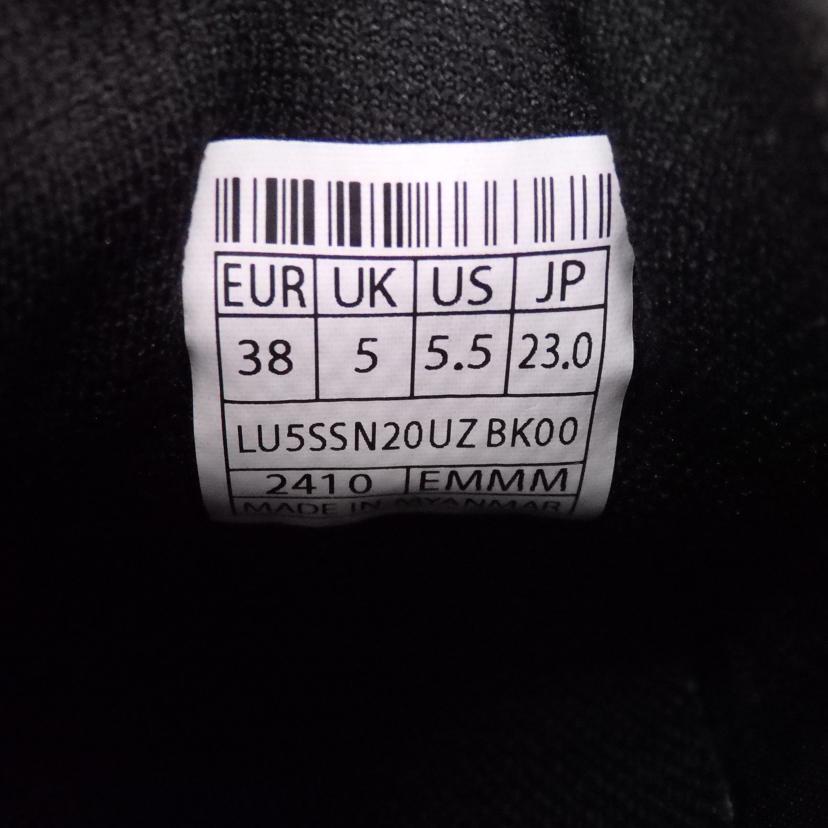 EUR UK US JP
38 5 5.5 23.0
LU5SSN20UZ BK00
2410 EMMM
MADE IN MYANMAR